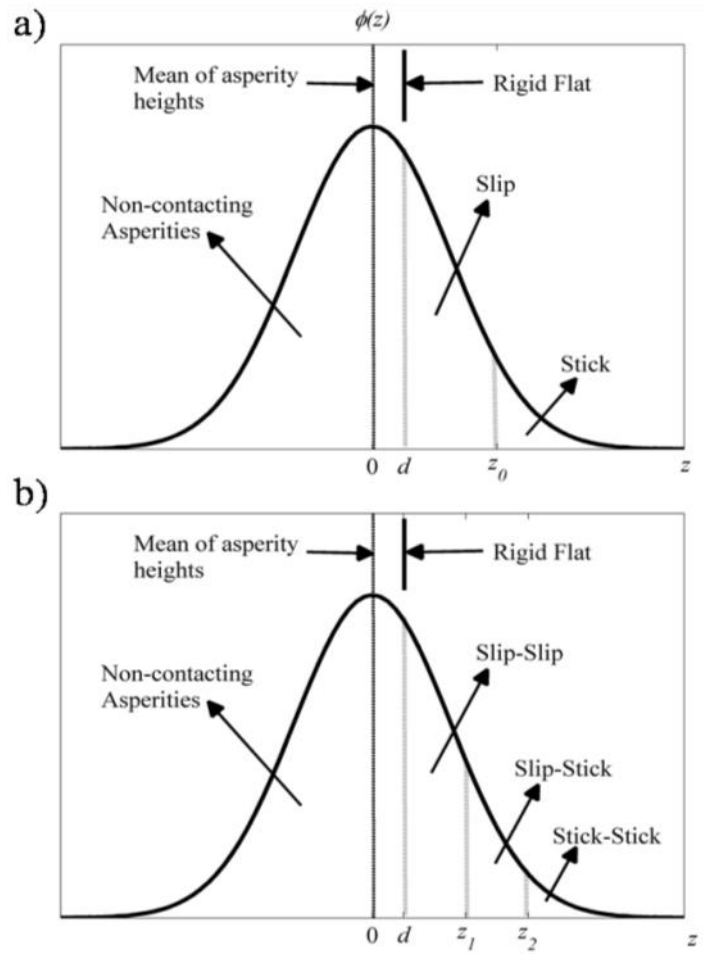 a)
ϕ(z)
Mean of asperity
heights
Rigid Flat
Slip
Non-contacting
Asperities
Stick
0 d z0 z
b)
Mean of asperity
heights
Rigid Flat
Slip-Slip
Non-contacting
Asperities
Slip-Stick
Stick-Stick
0 d z1 z2 z